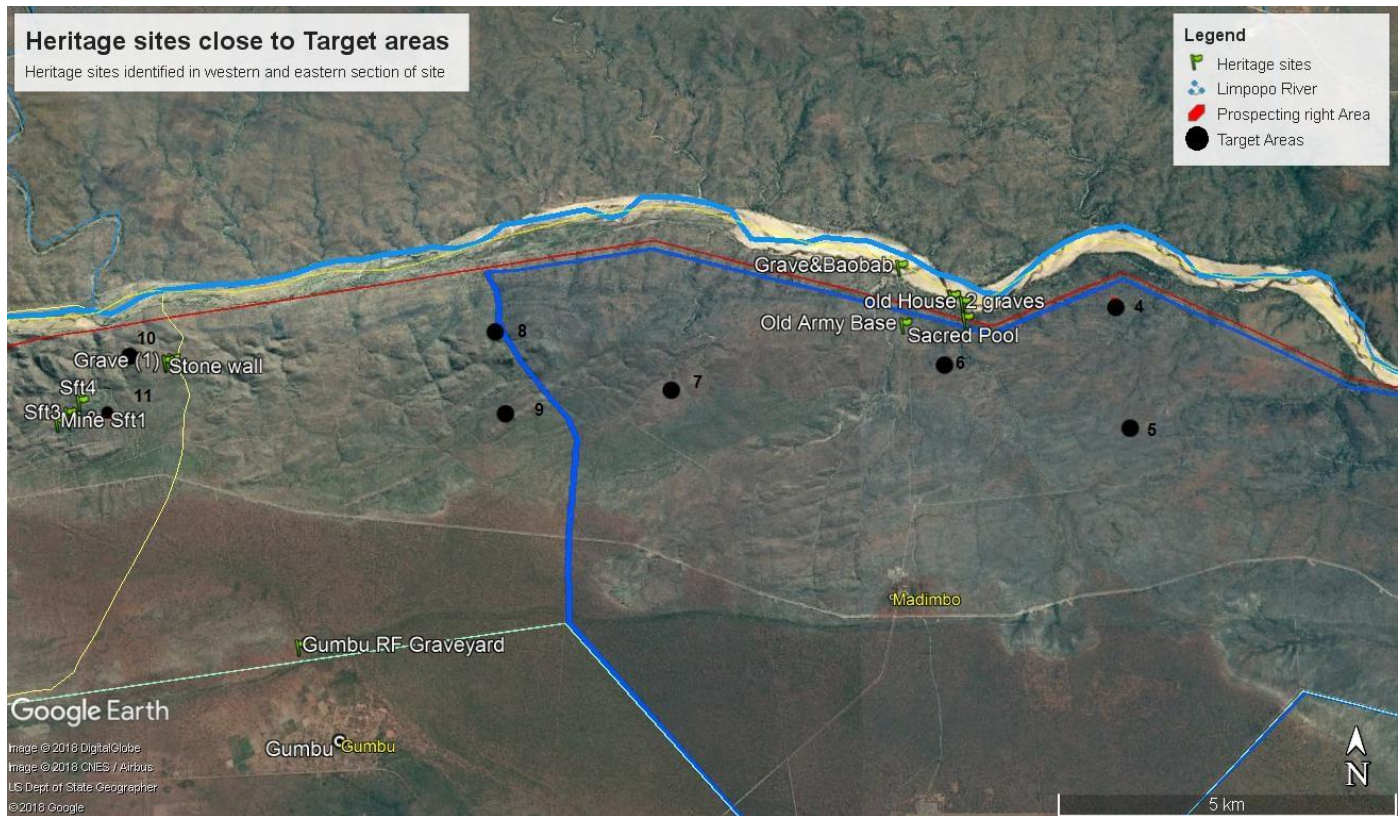 Heritage sites close to Target areas
Heritage sites identified in western and eastern section of site
Legend
Heritage sites
Limpopo River
Prospecting right Area
Target Areas
Grave&Baobab
old House 2 graves
4
Old Army Base
Sacred Pool
10
8
Grave (1)
Stone wall
6
7
Sft4
11
9
Sft3
Mine Sft1
5
Madimbo
Gumbu RF Graveyard
Google Earth
Gumbu
Gumbu
Image © 2018 DigitalGlobe
Image © 2018 CNES / Airbus
US Dept of State Geographer
© 2018 Google
N
5 km